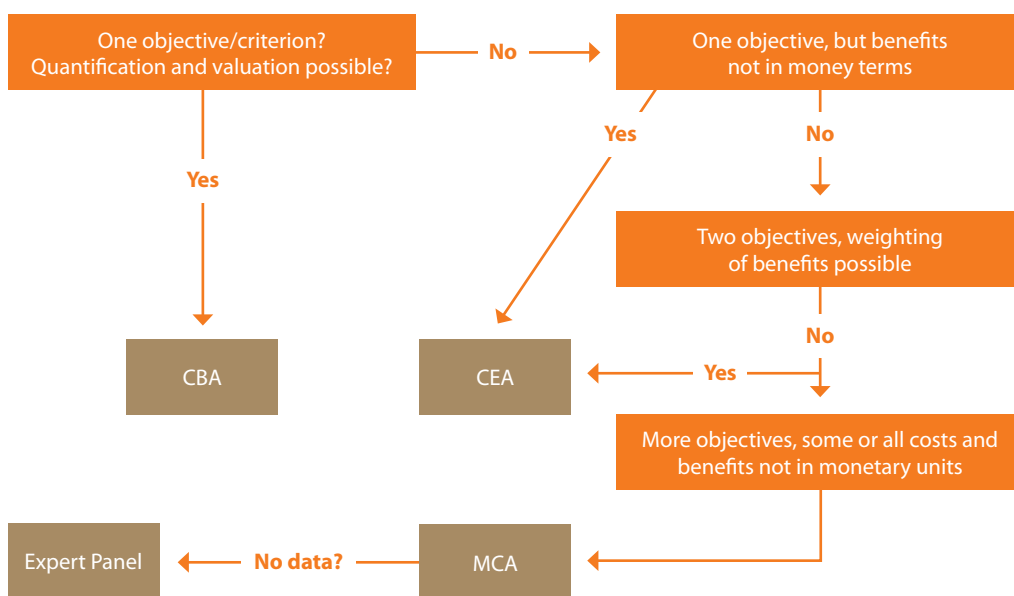 One objective/criterion?
Quantification and valuation possible?
No
One objective, but benefits
not in money terms
Yes
No
Yes
Two objectives, weighting
of benefits possible
No
CBA
CEA
Yes
More objectives, some or all costs and
benefits not in monetary units
Expert Panel
No data?
MCA